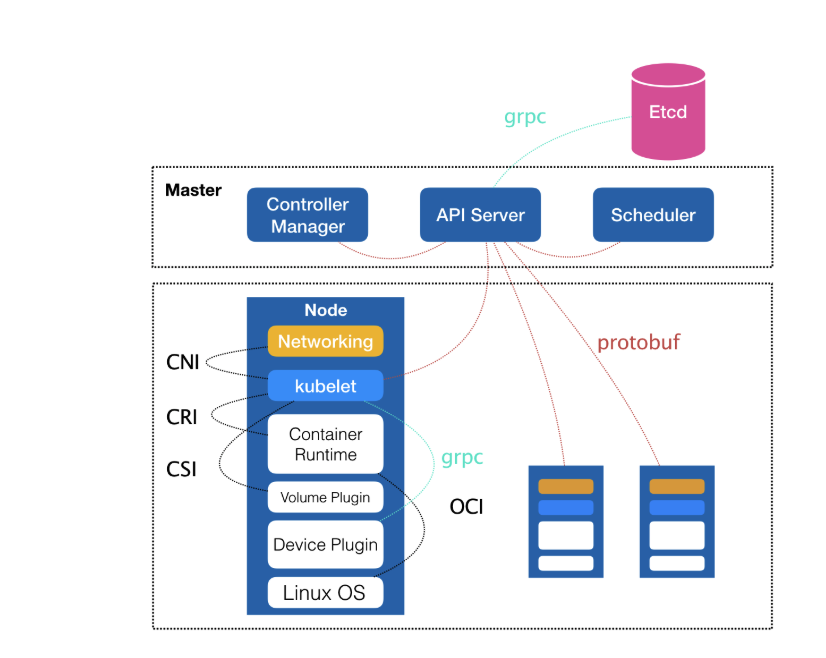 Etcd
grpc
Master
Controller
Manager
API Server
Scheduler
Node
Networking
CNI
kubelet
protobuf
CRI
Container
Runtime
grpc
CSI
Volume Plugin
OCI
Device Plugin
Linux OS